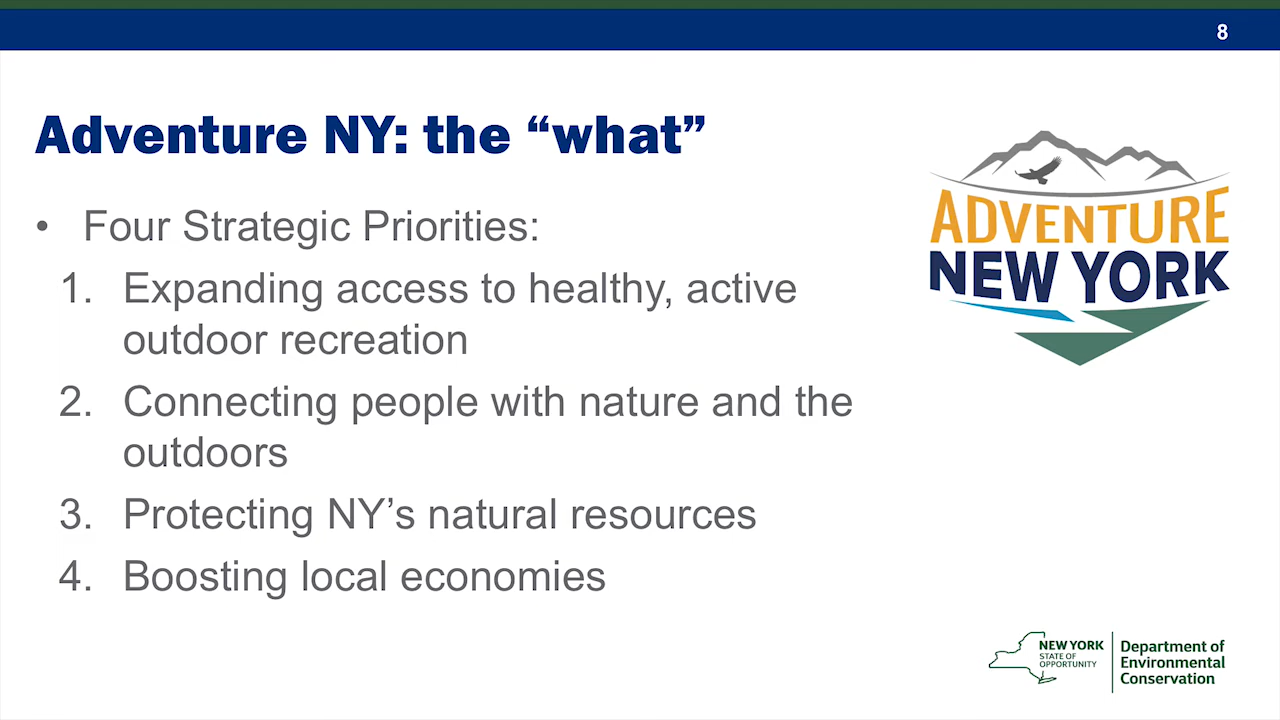 8
Adventure NY: the “what”
• Four Strategic Priorities:
1. Expanding access to healthy, active
outdoor recreation
2. Connecting people with nature and the
outdoors
3. Protecting NY’s natural resources
4. Boosting local economies
ADVENTURE
NEW YORK
NEW YORK
STATE OF
OPPORTUNITY
Department of
Environmental
Conservation